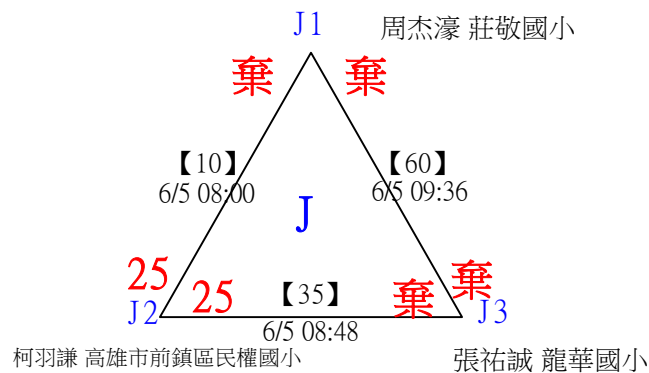 J1
周杰濠 莊敬國小
棄 棄
【10】
6/5 08:00
【60】
6/5 09:36
J
25
J2
25
【35】
6/5 08:48
棄
棄
J3
柯羽謙 高雄市前鎮區民權國小
張祐誠 龍華國小